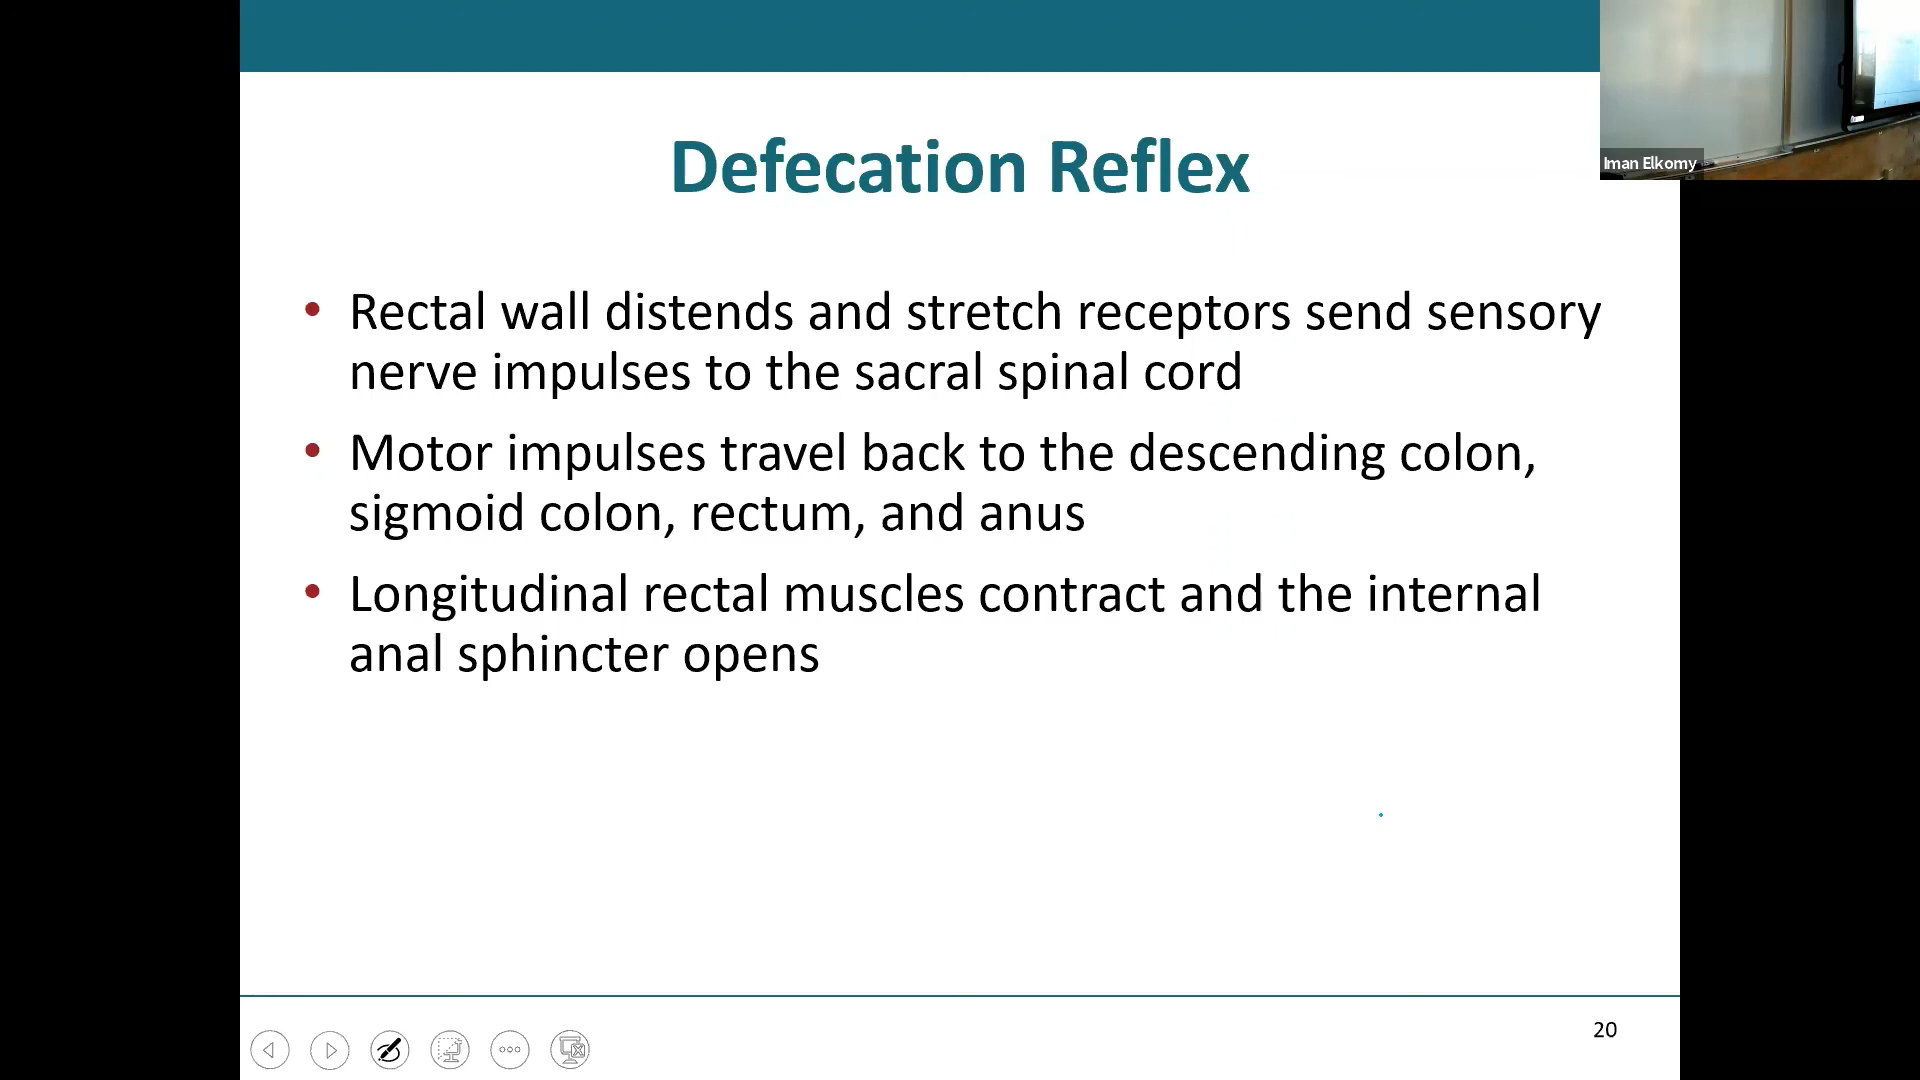 Defecation Reflex
Iman Elkomy
• Rectal wall distends and stretch receptors send sensory
nerve impulses to the sacral spinal cord
• Motor impulses travel back to the descending colon,
sigmoid colon, rectum, and anus
• Longitudinal rectal muscles contract and the internal
anal sphincter opens
20